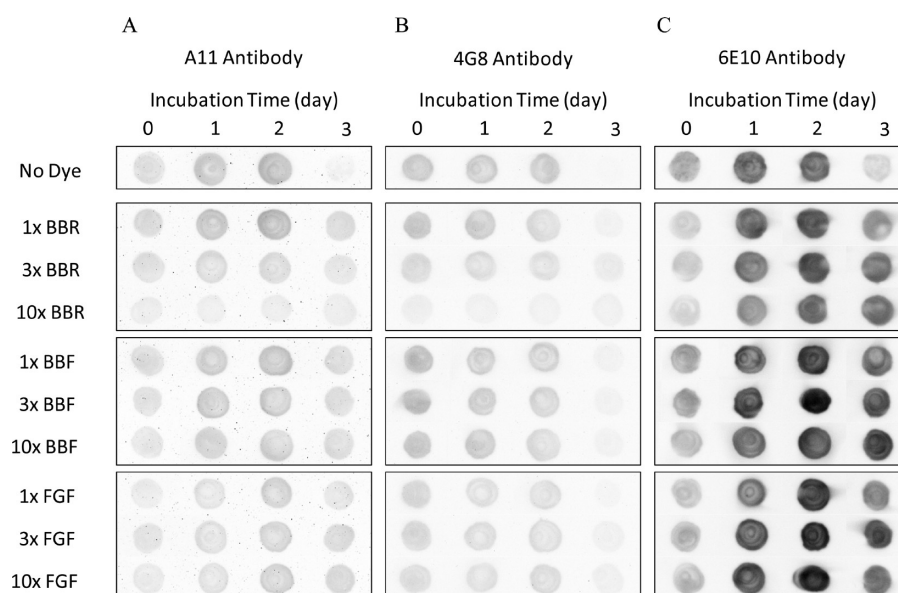 A B C
A11 Antibody 4G8 Antibody 6E10 Antibody
Incubation Time (day) Incubation Time (day) Incubation Time (day)
0 1 2 3 0 1 2 3 0 1 2 3
No Dye
1x BBR
3x BBR
10x BBR
1x BBF
3x BBF
10x BBF
1x FGF
3x FGF
10x FGF